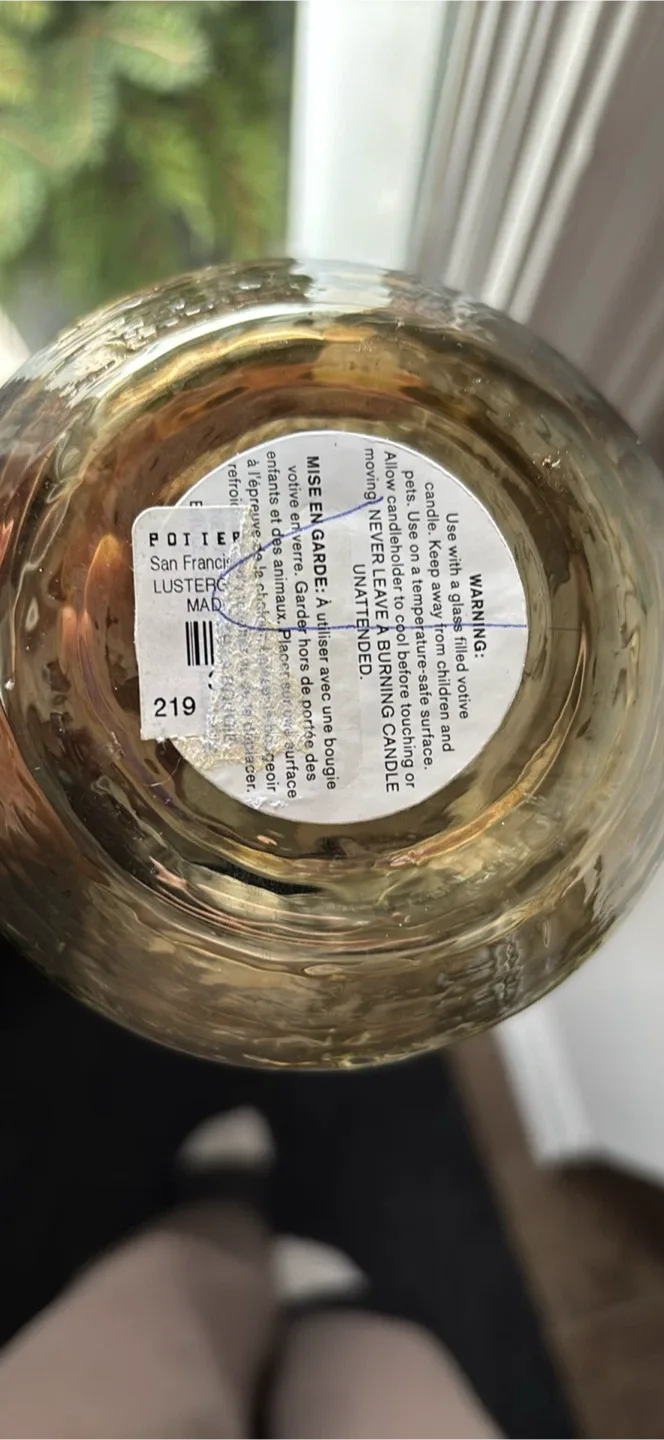 WARNING:
Use with a glass filled votive
candle. Keep away from children and
pets. Use on a temperature-safe surface.
Allow candleholder to cool before touching or
moving. NEVER LEAVE A BURNING CANDLE
UNATTENDED.
MISE EN GARDE: À utiliser avec une bougie
votive en verre. Garder hors de portée des
enfants et des animaux. Placer sur une surface
à l'épreuve de la
refroi
POTTER
San Franci
LUSTERC
MAD
219